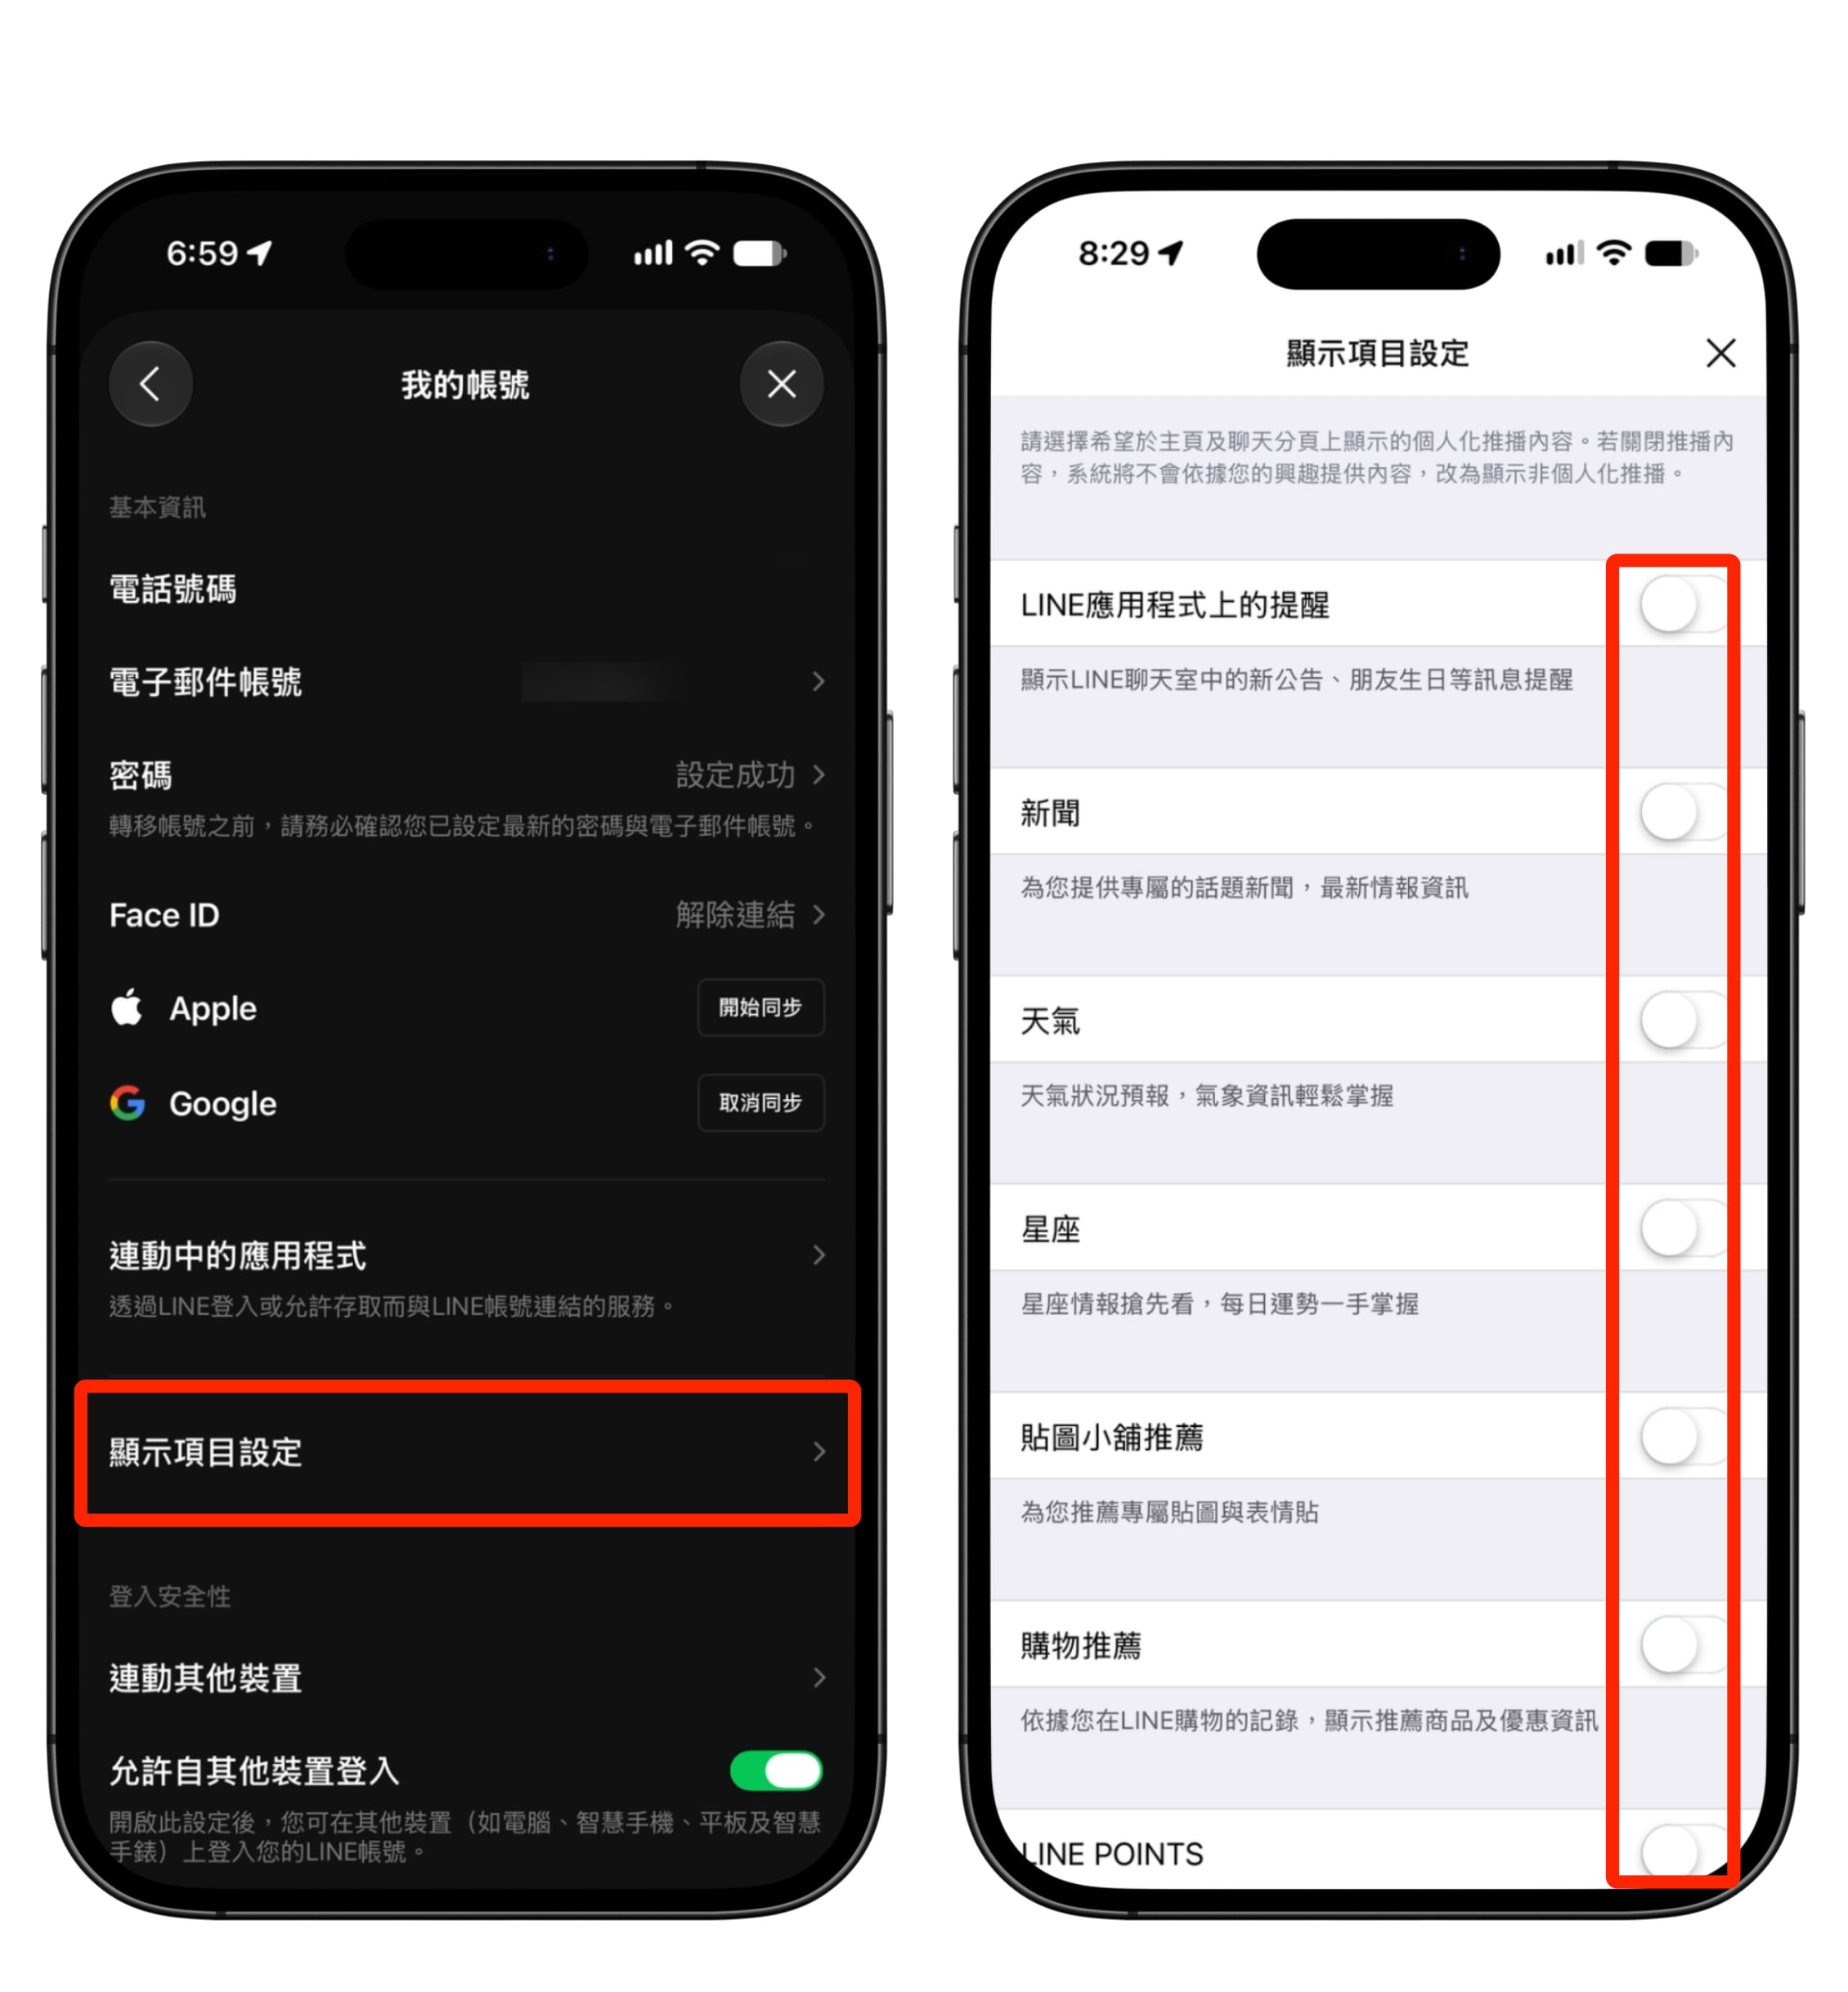 6:59
我的帳號
基本資訊
電話號碼
電子郵件帳號
密碼
設定成功
轉移帳號之前，請務必確認您已設定最新的密碼與電子郵件帳號。
Face ID
解除連結
Apple
開始同步
Google
取消同步
連動中的應用程式
透過LINE登入或允許存取而與LINE帳號連結的服務。
顯示項目設定
登入安全性
連動其他裝置
允許自其他裝置登入
開啟此設定後，您可在其他裝置（如電腦、智慧手機、平板及智慧
手錶）上登入您的LINE帳號。
8:29
顯示項目設定
請選擇希望於主頁及聊天分頁上顯示的個人化推播內容。若關閉推播內
容，系統將不會依據您的興趣提供內容，改為顯示非個人化推播。
LINE應用程式上的提醒
顯示LINE聊天室中的新公告、朋友生日等訊息提醒
新聞
為您提供專屬的話題新聞，最新情報資訊
天氣
天氣狀況預報，氣象資訊輕鬆掌握
星座
星座情報搶先看，每日運勢一手掌握
貼圖小舖推薦
為您推薦專屬貼圖與表情貼
購物推薦
依據您在LINE購物的記錄，顯示推薦商品及優惠資訊
LINE POINTS